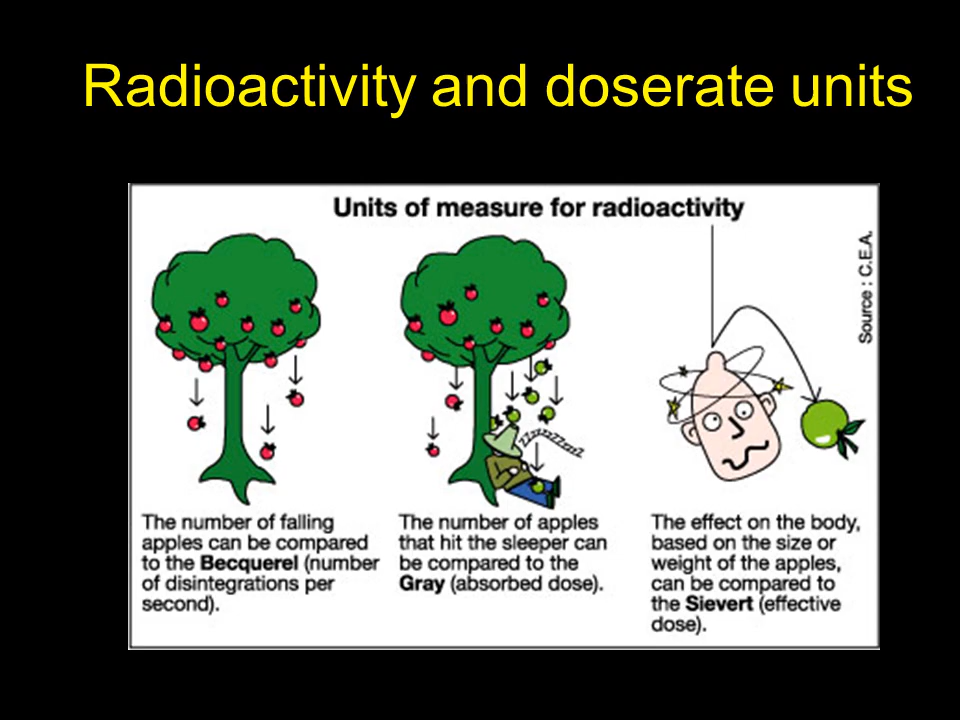 Radioactivity and doserate units
Units of measure for radioactivity
Source : C.E.A.
zzzzzzzz
The number of falling
apples can be compared
to the Becquerel (number
of disintegrations per
second).
The number of apples
that hit the sleeper can
be compared to the
Gray (absorbed dose).
The effect on the body,
based on the size or
weight of the apples,
can be compared to
the Sievert (effective
dose).